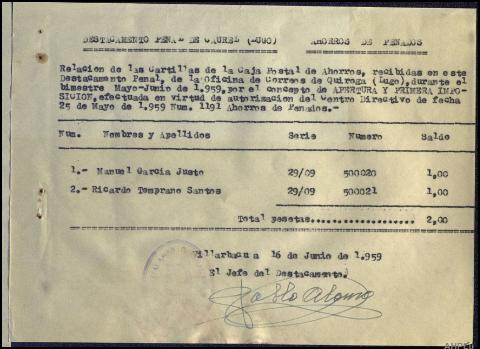 DESTACAMENTO PENAL DE CAUREL (LUGO) AHORROS DE PENADOS
Relacion de las Cartillas de la Caja Postal de Ahorros, recibidas en este
Destacamento Penal, de la Oficina de Correos de Quiroga (Lugo), durante el
bimestre Mayo-Junio de 1.959, por el concepto de APERTURA Y PRIMERA IMPO-
SICION, efectuada en virtud de autorizacion del Centro Directivo de fecha
25 de Mayo de 1.959 Num. 1191 Ahorros de Penados.-
Num. Nombres y Apellidos Serie Numero Saldo
1.- Manuel Garcia Justo 29/09 500020 1,00
2.- Ricardo Temprano Santos 29/09 500021 1,00
Total pesetas................... 2,00
Villarbacu a 16 de Junio de 1.959
El Jefe del Destacamento,
Pablo